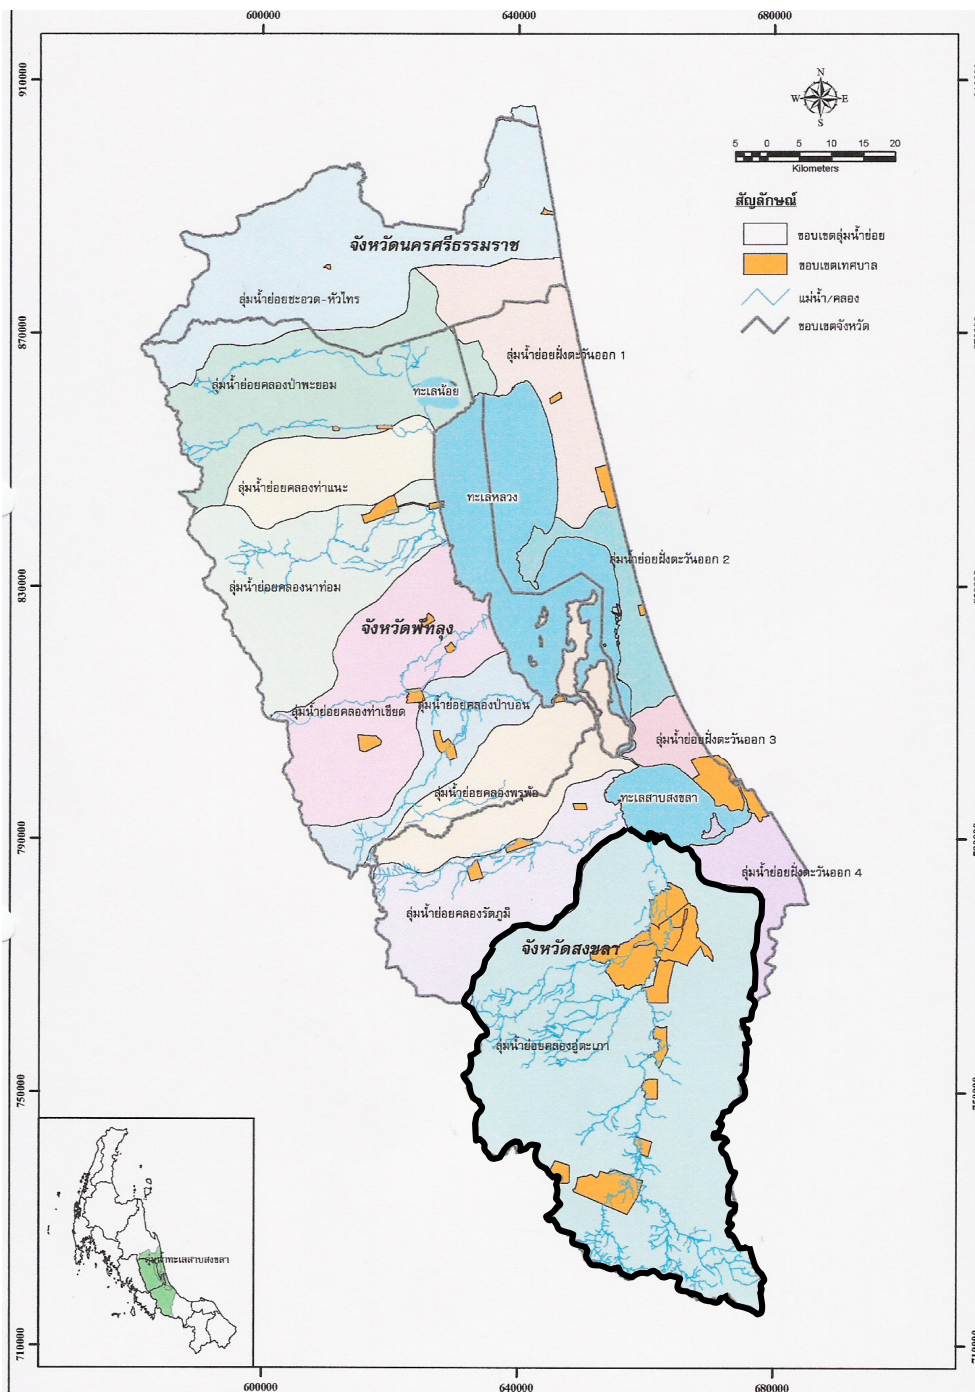 600000
640000
680000
910000
N
W E
S
5 0 5 10 15 20
Kilometers
สัญลักษณ์
ขอบเขตลุ่มน้ำย่อย
ขอบเขตเทศบาล
แม่น้ำ/คลอง
ขอบเขตจังหวัด
จังหวัดนครศรีธรรมราช
ลุ่มน้ำย่อยชะอวด-หัวไทร
870000
ลุ่มน้ำย่อยฝั่งตะวันออก 1
ลุ่มน้ำย่อยคลองป่าพะยอม
ทะเลน้อย
ลุ่มน้ำย่อยคลองท่าแนะ
ทะเลหลวง
ลุ่มน้ำย่อยฝั่งตะวันออก 2
830000
ลุ่มน้ำย่อยคลองนาท่อม
จังหวัดพัทลุง
ลุ่มน้ำย่อยคลองท่าเชียด
ลุ่มน้ำย่อยคลองป่าบอน
ลุ่มน้ำย่อยฝั่งตะวันออก 3
ลุ่มน้ำย่อยคลองพรุพ้อ
ทะเลสาบสงขลา
790000
ลุ่มน้ำย่อยฝั่งตะวันออก 4
ลุ่มน้ำย่อยคลองรัตภูมิ
จังหวัดสงขลา
ลุ่มน้ำย่อยคลองอู่ตะเภา
750000
ลุ่มน้ำทะเลสาบสงขลา
710000
600000
640000
680000